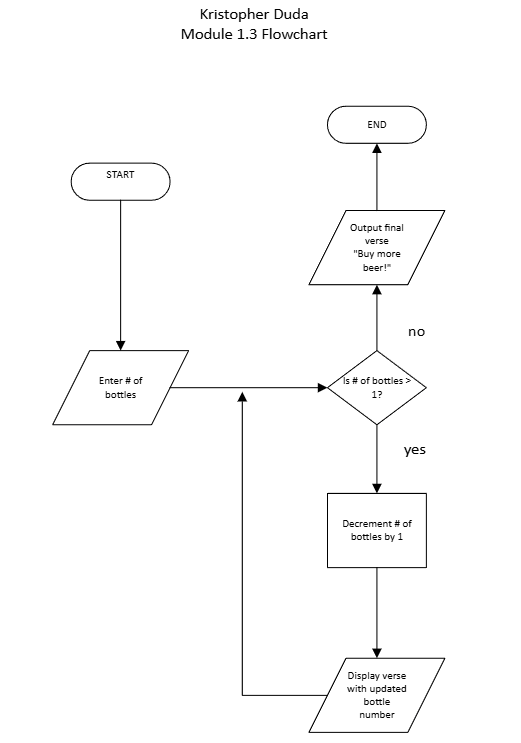 Kristopher Duda
Module 1.3 Flowchart
END
START
Output final
verse
"Buy more
beer!"
no
Enter # of
bottles
Is # of bottles >
1?
yes
Decrement # of
bottles by 1
Display verse
with updated
bottle
number